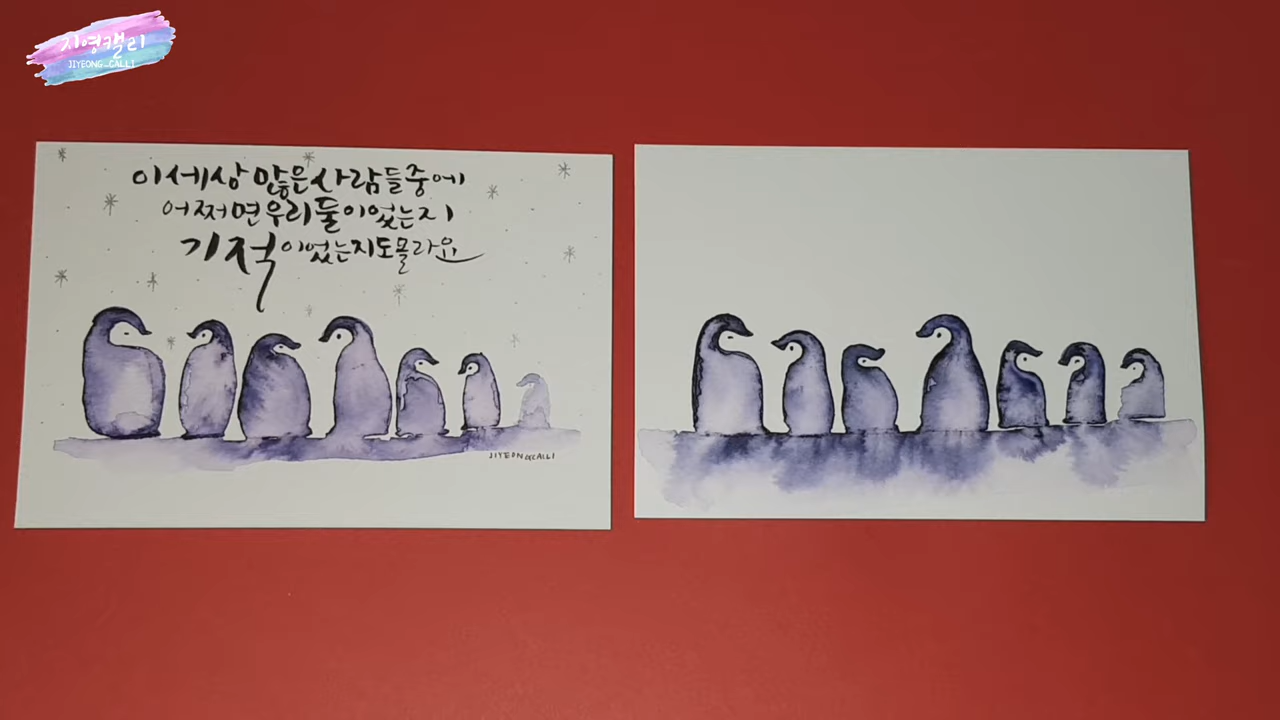 지영캘리
JIYEONG_CALLI
이 세상 많은 사람들 중에
어쩌면 우리 둘이었는지
기적이었는지도 몰라요
JIYEONGCALLI